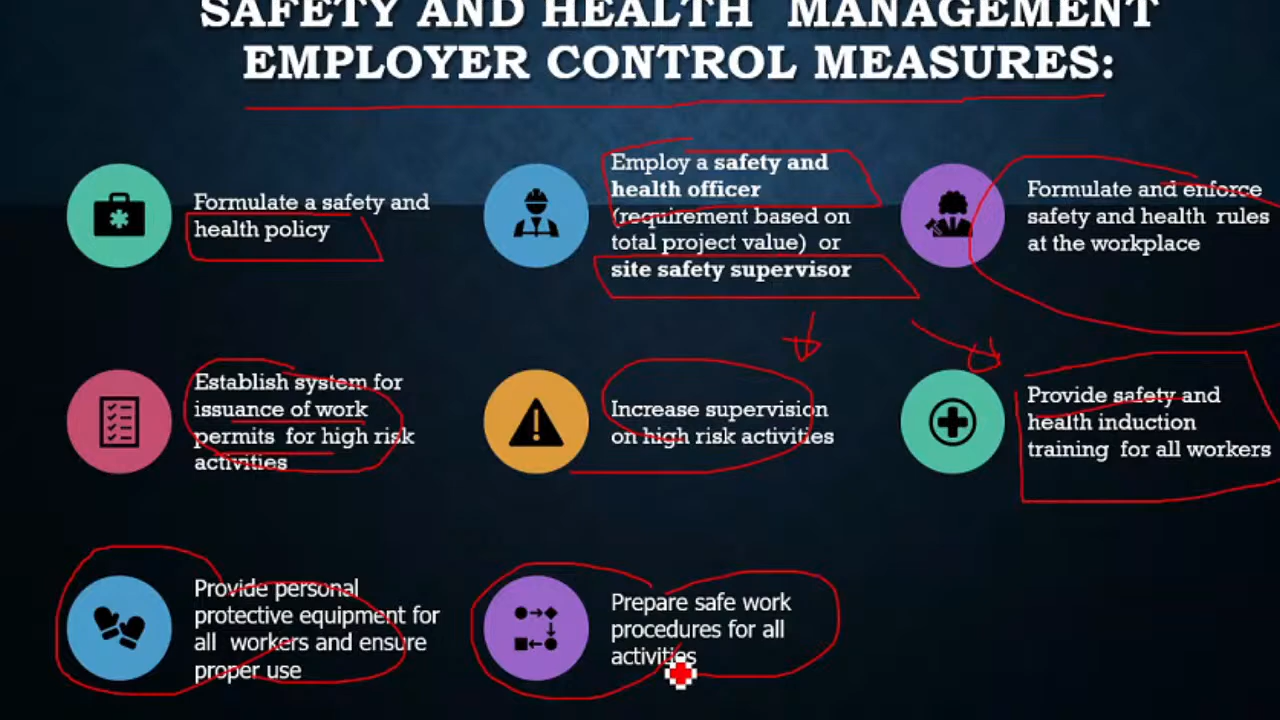 SAFETY AND HEALTH MANAGEMENT
EMPLOYER CONTROL MEASURES:
Formulate a safety and
health policy
Employ a safety and
health officer
(requirement based on
total project value) or
site safety supervisor
Formulate and enforce
safety and health rules
at the workplace
Establish system for
issuance of work
permits for high risk
activities
Increase supervision
on high risk activities
Provide safety and
health induction
training for all workers
Provide personal
protective equipment for
all workers and ensure
proper use
Prepare safe work
procedures for all
activities